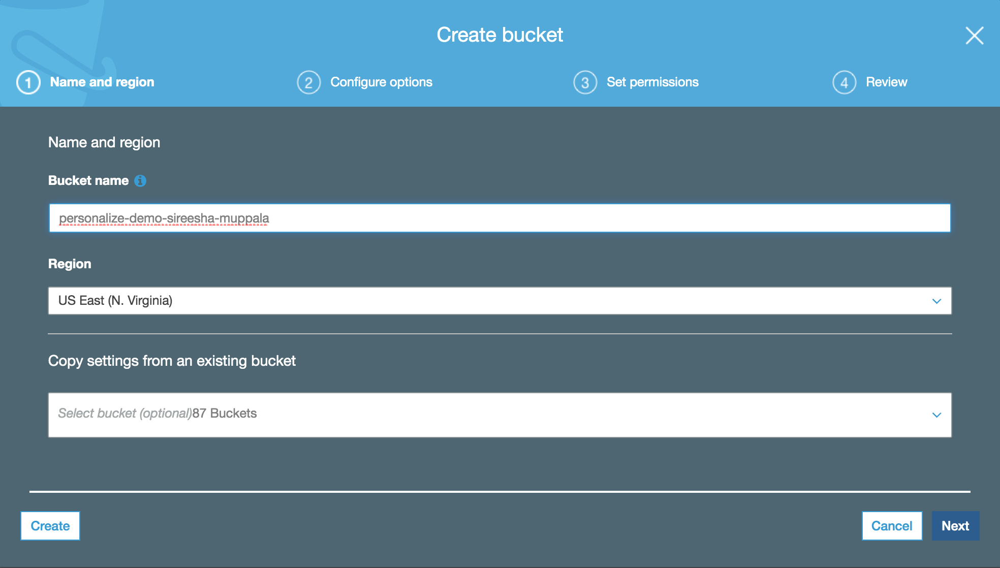 Create bucket
1 Name and region 2 Configure options 3 Set permissions 4 Review
Name and region
Bucket name i
personalize-demo-sireesha-muppala
Region
US East (N. Virginia)
Copy settings from an existing bucket
Select bucket (optional)87 Buckets
Create Cancel Next